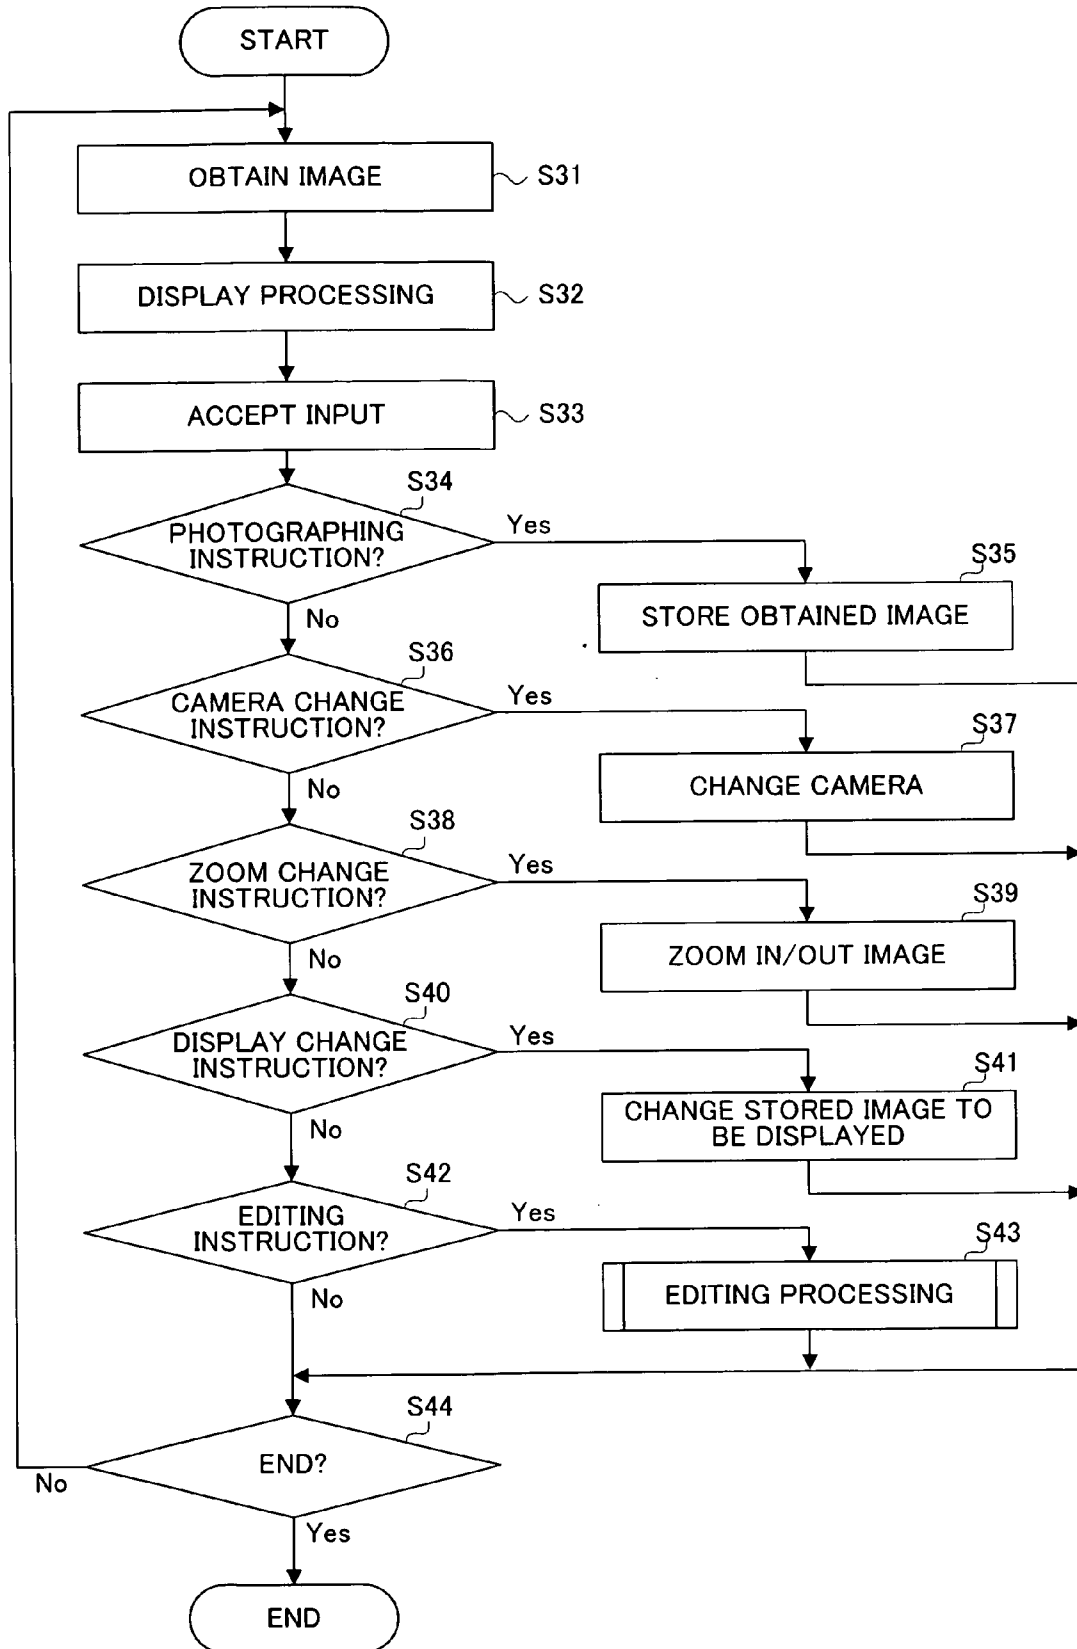 START
OBTAIN IMAGE
S31
DISPLAY PROCESSING
S32
ACCEPT INPUT
S33
S34
PHOTOGRAPHING
INSTRUCTION?
Yes
No
S35
STORE OBTAINED IMAGE
S36
CAMERA CHANGE
INSTRUCTION?
Yes
No
S37
CHANGE CAMERA
S38
ZOOM CHANGE
INSTRUCTION?
Yes
No
S39
ZOOM IN/OUT IMAGE
S40
DISPLAY CHANGE
INSTRUCTION?
Yes
No
S41
CHANGE STORED IMAGE TO
BE DISPLAYED
S42
EDITING
INSTRUCTION?
Yes
No
S43
EDITING PROCESSING
S44
END?
No
Yes
END